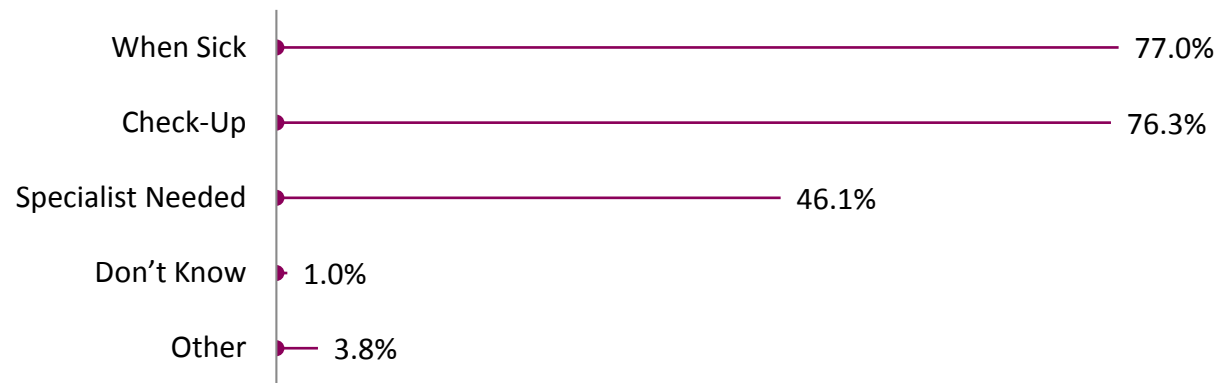 When Sick 77.0%
Check-Up 76.3%
Specialist Needed 46.1%
Don’t Know 1.0%
Other 3.8%